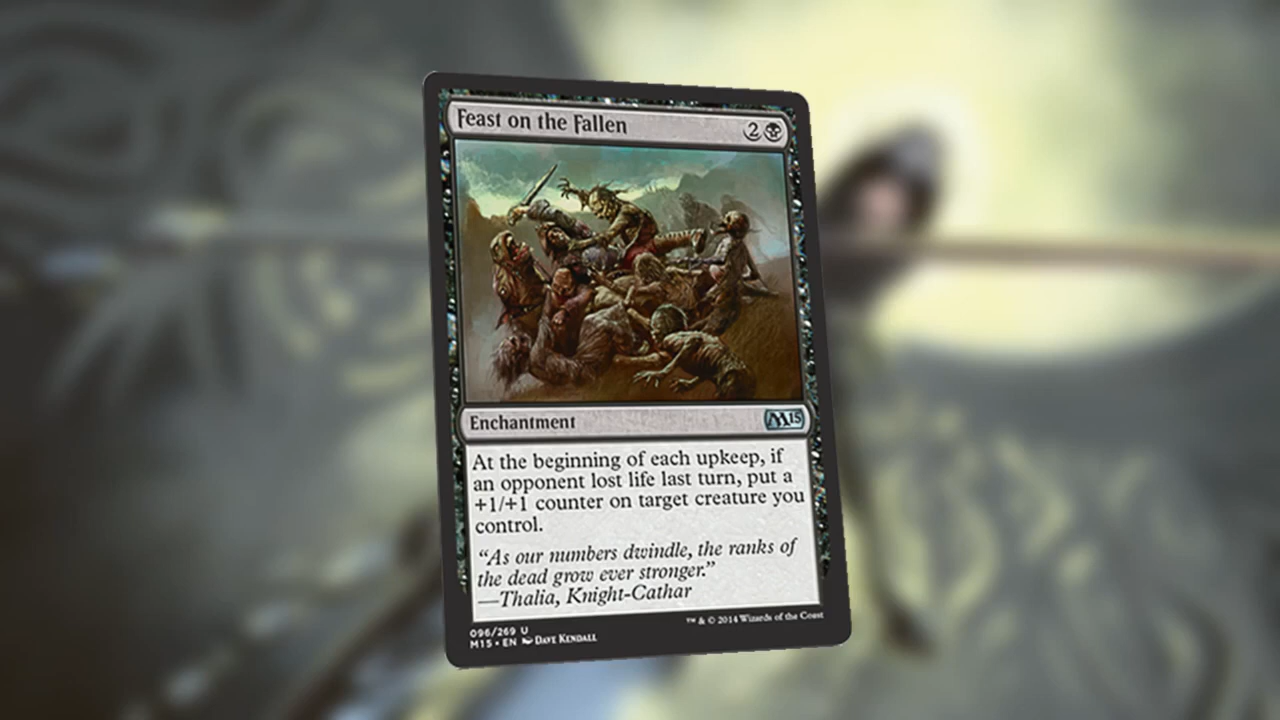 Feast on the Fallen 2
Enchantment M15
At the beginning of each upkeep, if
an opponent lost life last turn, put a
+1/+1 counter on target creature you
control.
“As our numbers dwindle, the ranks of
the dead grow ever stronger.”
—Thalia, Knight-Cathar
096/269 U
M15 • EN Dave Kendall
™ & © 2014 Wizards of the Coast